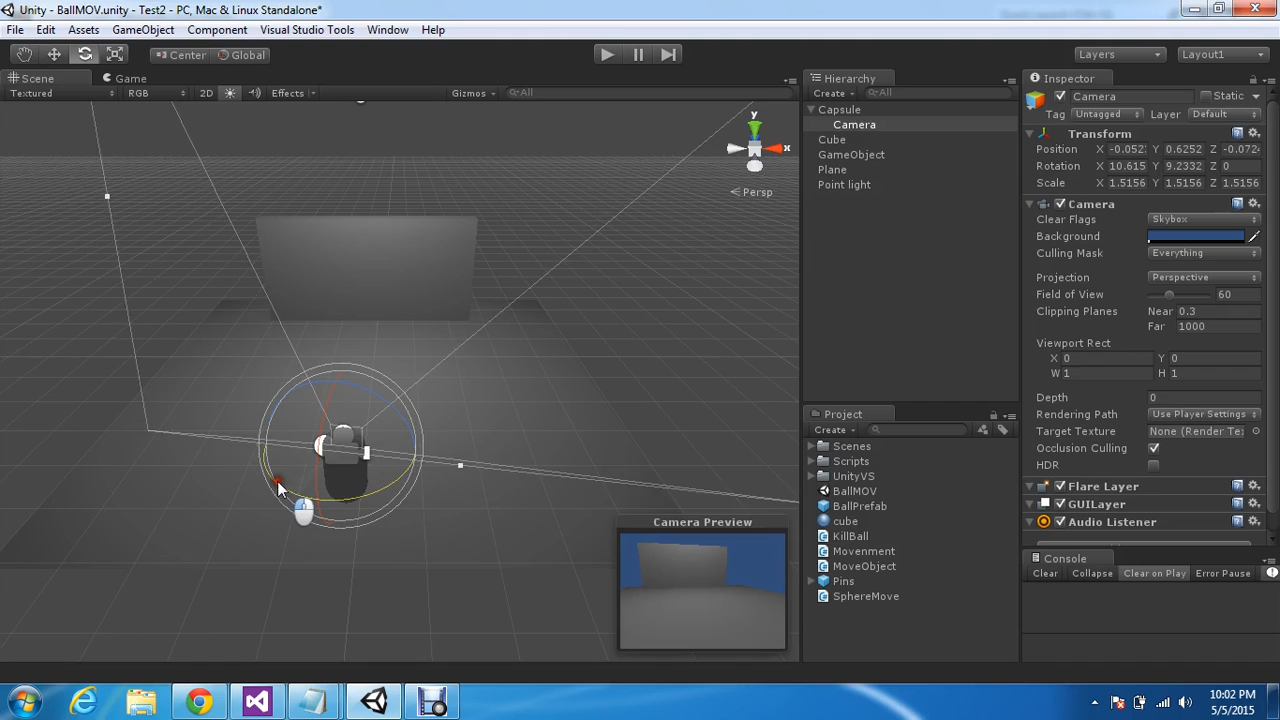 Unity - BallMOV.unity - Test2 - PC, Mac & Linux Standalone*
File Edit Assets GameObject Component Visual Studio Tools Window Help
Center Global Layers Layout1
Scene Game
Textured RGB 2D Effects Gizmos All
y
x
Persp
Camera Preview
Hierarchy
Create All
Capsule
Camera
Cube
GameObject
Plane
Point light
Project
Create
Scenes
Scripts
UnityVS
BallMOV
BallPrefab
cube
KillBall
Movenment
MoveObject
Pins
SphereMove
Inspector
Camera Static
Tag Untagged Layer Default
Transform
Position X -0.052 Y 0.6252 Z -0.072
Rotation X 10.615 Y 9.2332 Z 0
Scale X 1.5156 Y 1.5156 Z 1.5156
Camera
Clear Flags Skybox
Background
Culling Mask Everything
Projection Perspective
Field of View 60
Clipping Planes Near 0.3
Far 1000
Viewport Rect
X 0 Y 0
W 1 H 1
Depth 0
Rendering Path Use Player Settings
Target Texture None (Render Te
Occlusion Culling
HDR
Flare Layer
GUILayer
Audio Listener
Console
Clear Collapse Clear on Play Error Pause
10:02 PM
5/5/2015